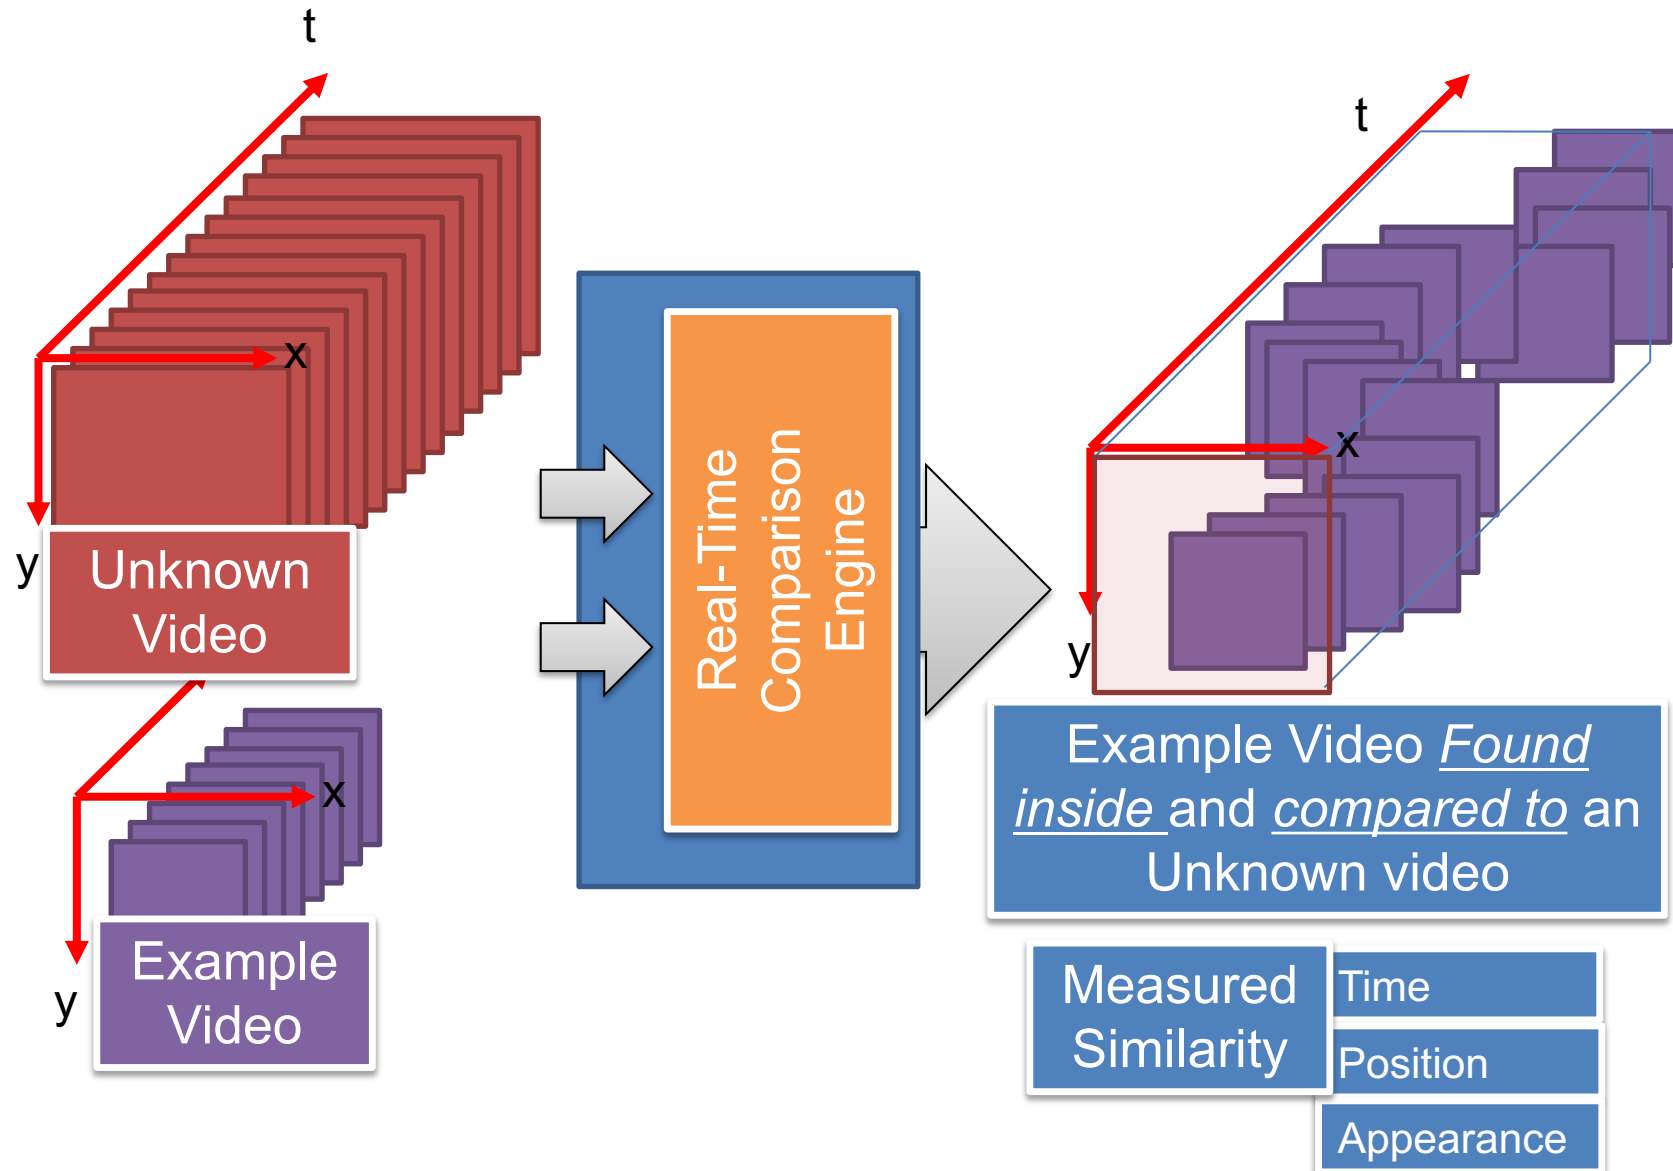 t
x
y
Unknown
Video
x
y
Example
Video
Real-Time
Comparison
Engine
t
x
y
Example Video Found
inside and compared to an
Unknown video
Measured
Similarity
Time
Position
Appearance